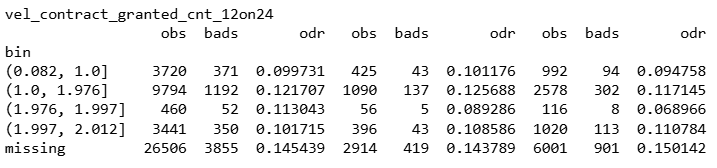 vel_contract_granted_cnt_12on24
obs bads odr obs bads odr obs bads odr
bin
(0.082, 1.0] 3720 371 0.099731 425 43 0.101176 992 94 0.094758
(1.0, 1.976] 9794 1192 0.121707 1090 137 0.125688 2578 302 0.117145
(1.976, 1.997] 460 52 0.113043 56 5 0.089286 116 8 0.068966
(1.997, 2.012] 3441 350 0.101715 396 43 0.108586 1020 113 0.110784
missing 26506 3855 0.145439 2914 419 0.143789 6001 901 0.150142